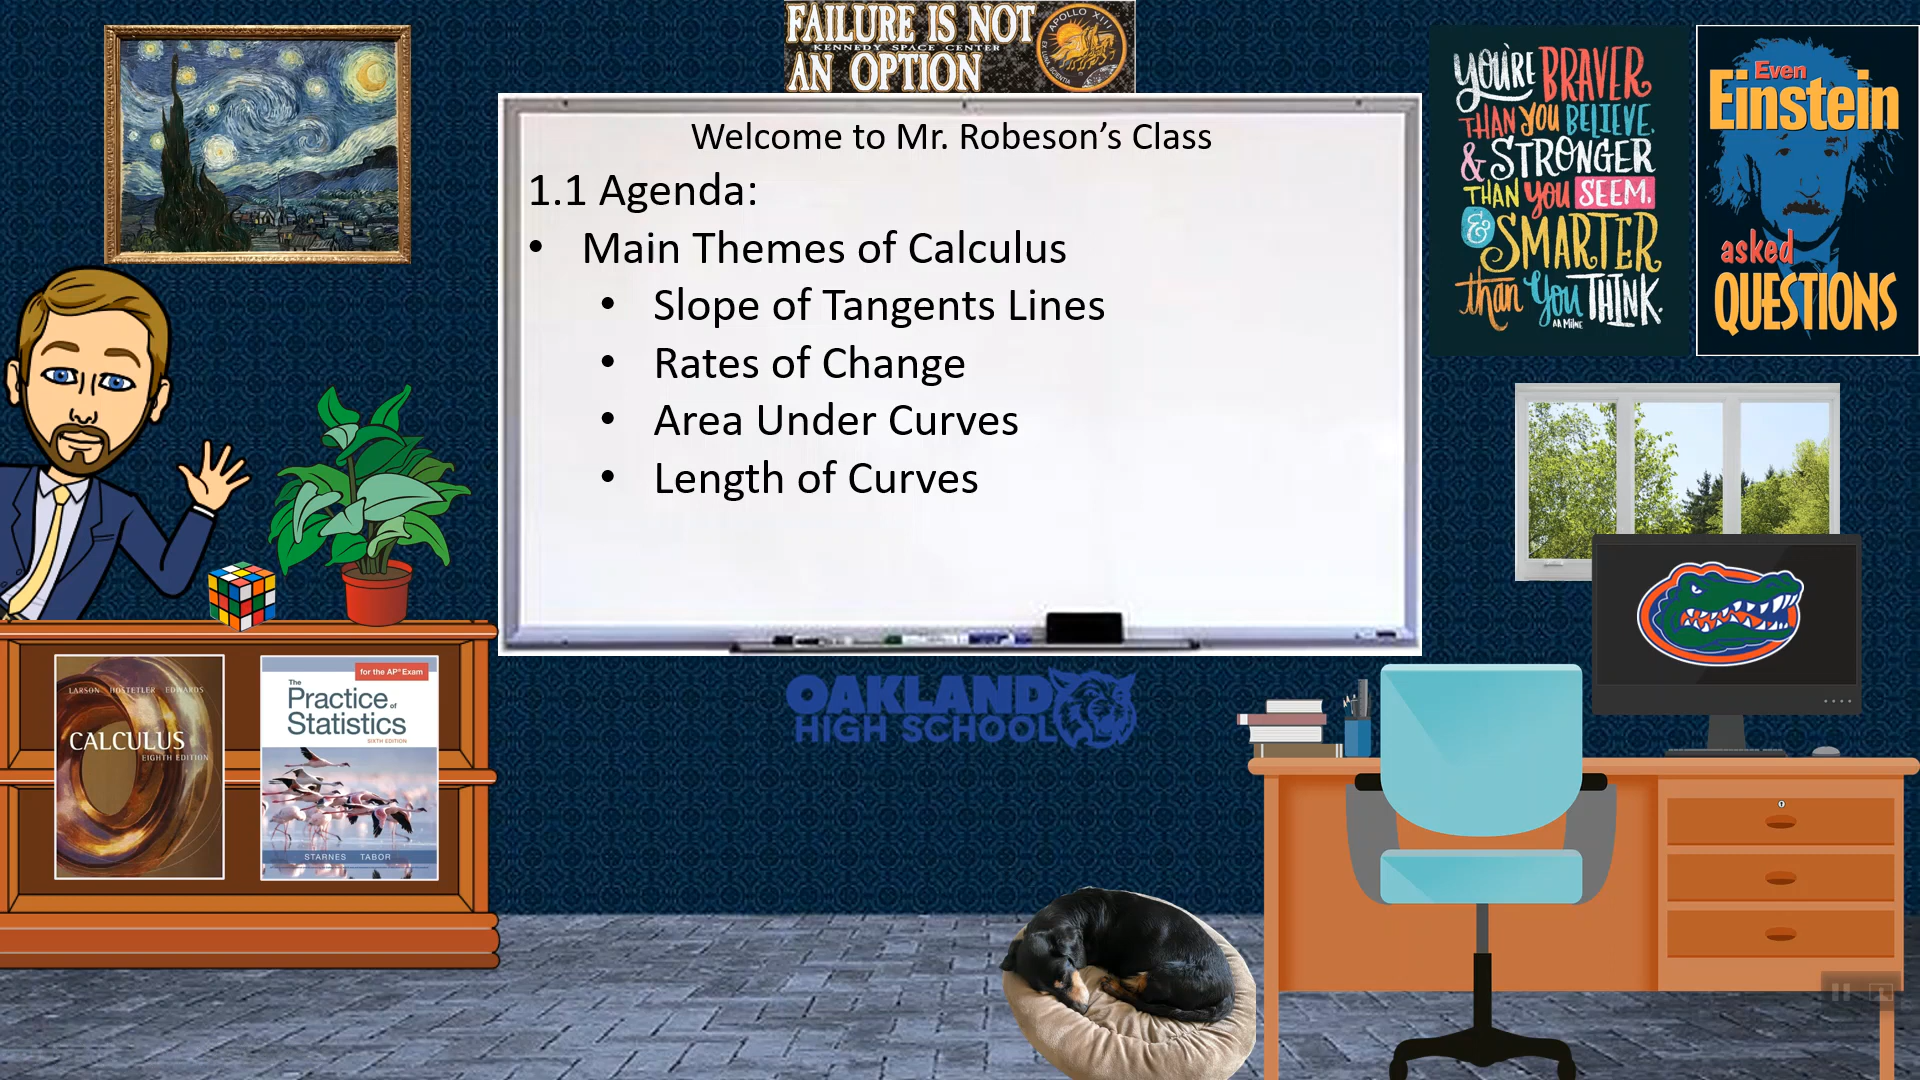 FAILURE IS NOT
KENNEDY SPACE CENTER
AN OPTION
APOLLO XIII
Welcome to Mr. Robeson’s Class
1.1 Agenda:
• Main Themes of Calculus
• Slope of Tangents Lines
• Rates of Change
• Area Under Curves
• Length of Curves
YOU'RE BRAVER
THAN YOU BELIEVE,
& STRONGER
THAN YOU SEEM,
& SMARTER
than you THINK.
AA MILNE
Even
Einstein
asked
QUESTIONS
OAKLAND
HIGH SCHOOL
LARSON HOSTETLER EDWARDS
CALCULUS
EIGHTH EDITION
for the AP® Exam
The
Practice of
Statistics
SIXTH EDITION
STARNES TABOR